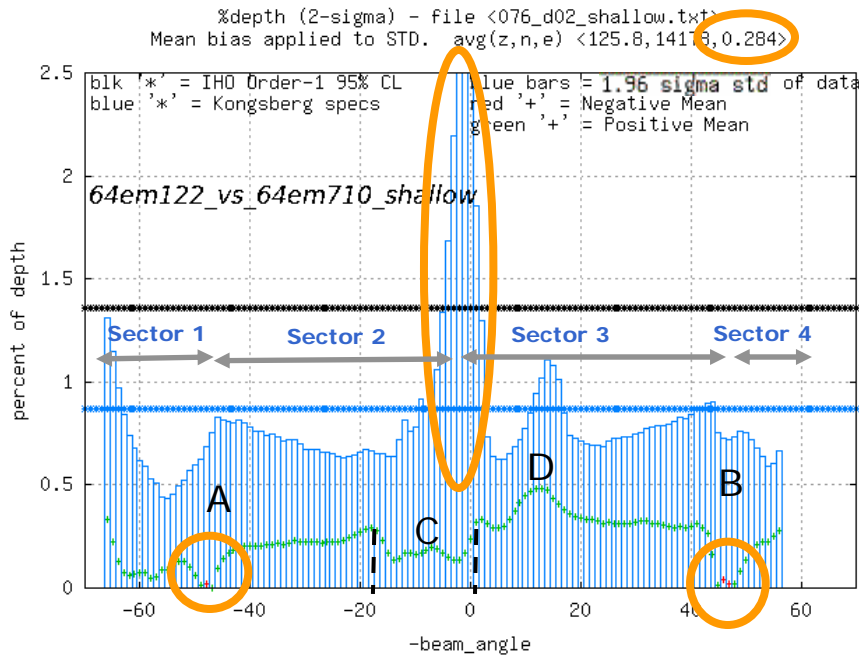 %depth (2-sigma) - file <076_d02_shallow.txt>
Mean bias applied to STD. avg(z,n,e) <125.8,14178,0.284>
blk '*' = IHO Order-1 95% CL
blue '*' = Kongsberg specs
blue bars = 1.96 sigma std of data
red '+' = Negative Mean
green '+' = Positive Mean
64em122_vs_64em710_shallow
percent of depth
2.5
2
1.5
1
0.5
0
Sector 1
Sector 2
Sector 3
Sector 4
A
C
D
B
-60
-40
-20
0
20
40
60
-beam_angle